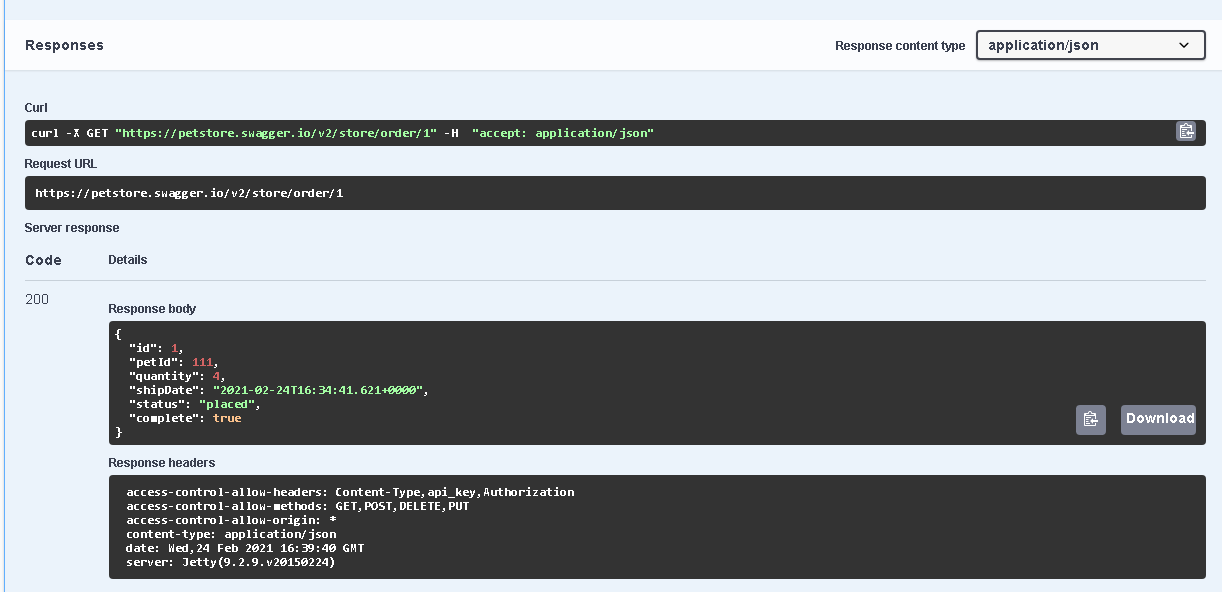 Responses
Response content type
application/json
Curl
curl -X GET "https://petstore.swagger.io/v2/store/order/1" -H  "accept: application/json"
Request URL
https://petstore.swagger.io/v2/store/order/1
Server response
Code Details
200
Response body
{
  "id": 1,
  "petId": 111,
  "quantity": 4,
  "shipDate": "2021-02-24T16:34:41.621+0000",
  "status": "placed",
  "complete": true
}
Download
Response headers
access-control-allow-headers: Content-Type,api_key,Authorization
access-control-allow-methods: GET,POST,DELETE,PUT
access-control-allow-origin: *
content-type: application/json
date: Wed,24 Feb 2021 16:39:40 GMT
server: Jetty(9.2.9.v20150224)